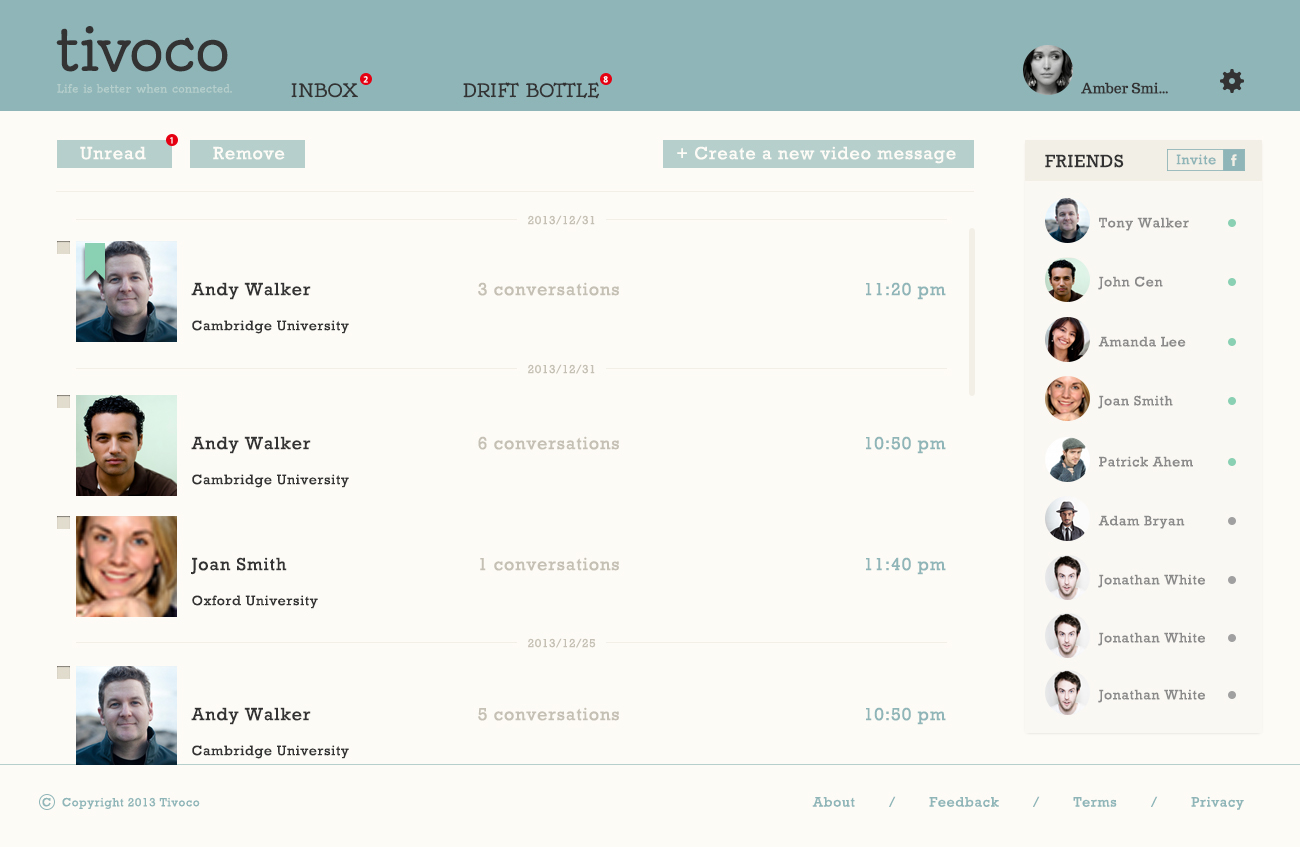 tivoco
Life is better when connected.
INBOX 2
DRIFT BOTTLE 8
Amber Smi...
Unread 1
Remove
+ Create a new video message
2013/12/31
Andy Walker 3 conversations 11:20 pm
Cambridge University
2013/12/31
Andy Walker 6 conversations 10:50 pm
Cambridge University
Joan Smith 1 conversations 11:40 pm
Oxford University
2013/12/25
Andy Walker 5 conversations 10:50 pm
Cambridge University
FRIENDS Invite f
Tony Walker
John Cen
Amanda Lee
Joan Smith
Patrick Ahem
Adam Bryan
Jonathan White
Jonathan White
Jonathan White
© Copyright 2013 Tivoco
About / Feedback / Terms / Privacy